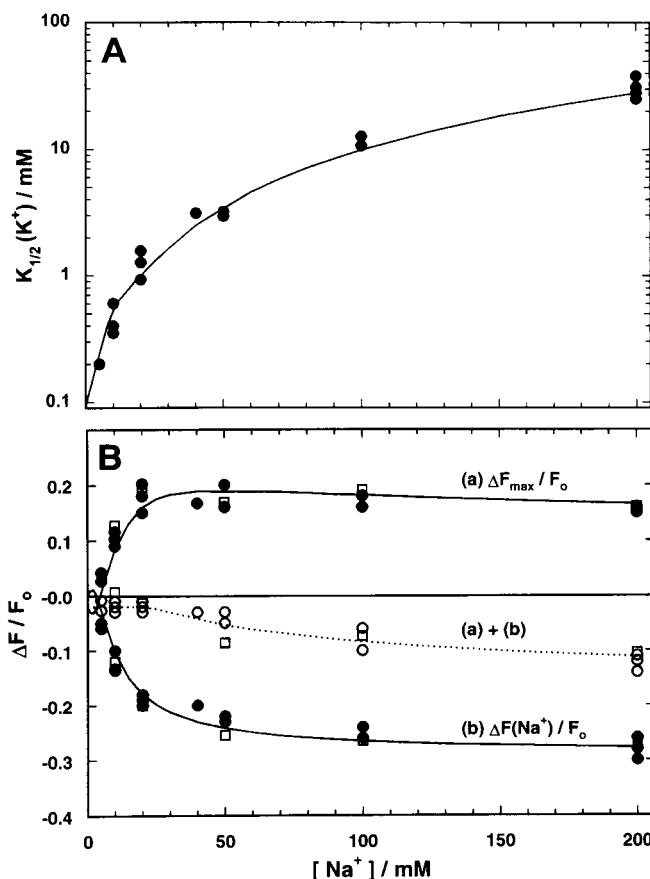 A
100
10
1
0.1
K1/2 (K+) / mM
B
0.2
0.1
-0.0
-0.1
-0.2
-0.3
-0.4
ΔF / Fo
(a) ΔFmax / Fo
(a) + (b)
(b) ΔF(Na+) / Fo
0 50 100 150 200
[ Na+ ] / mM